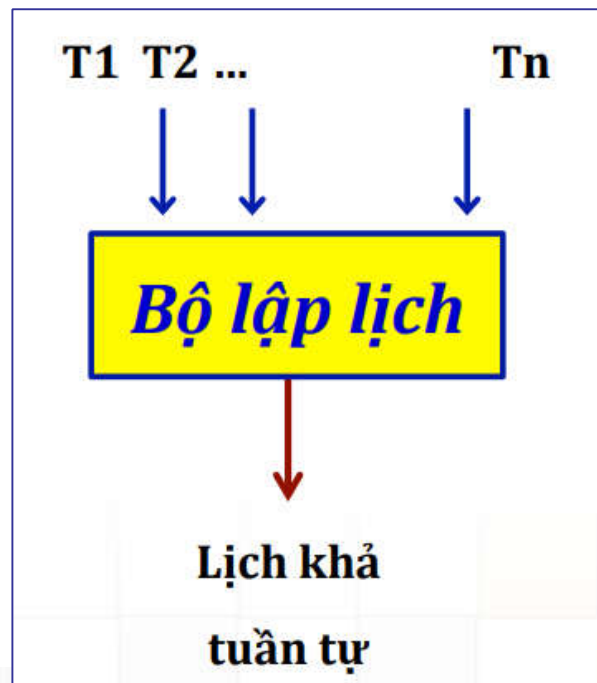 T1 T2 ... Tn
Bộ lập lịch
Lịch khả
tuần tự